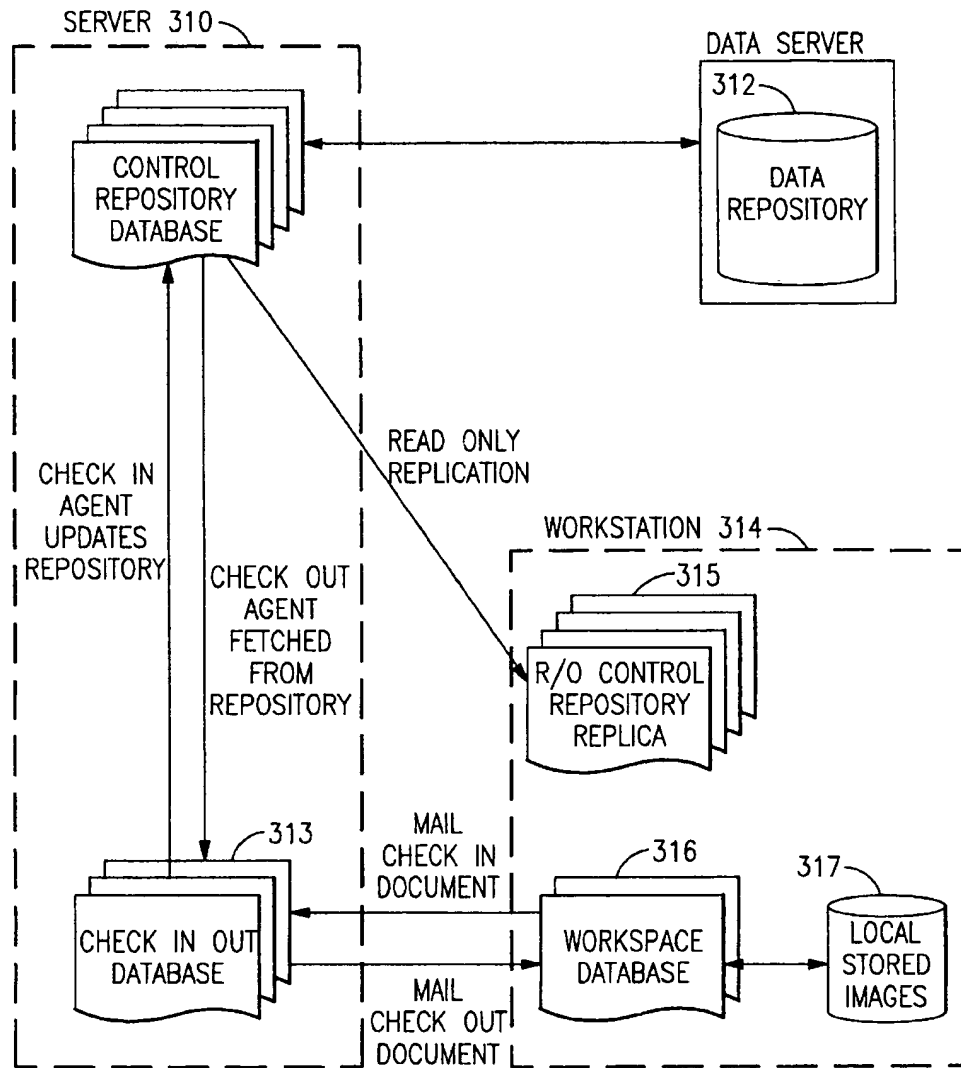 SERVER 310
DATA SERVER
312
CONTROL
REPOSITORY
DATABASE
DATA
REPOSITORY
READ ONLY
REPLICATION
CHECK IN
AGENT
UPDATES
REPOSITORY
CHECK OUT
AGENT
FETCHED
FROM
REPOSITORY
WORKSTATION 314
315
R/O CONTROL
REPOSITORY
REPLICA
313
MAIL
CHECK IN
DOCUMENT
316
317
CHECK IN OUT
DATABASE
WORKSPACE
DATABASE
LOCAL
STORED
IMAGES
MAIL
CHECK OUT
DOCUMENT